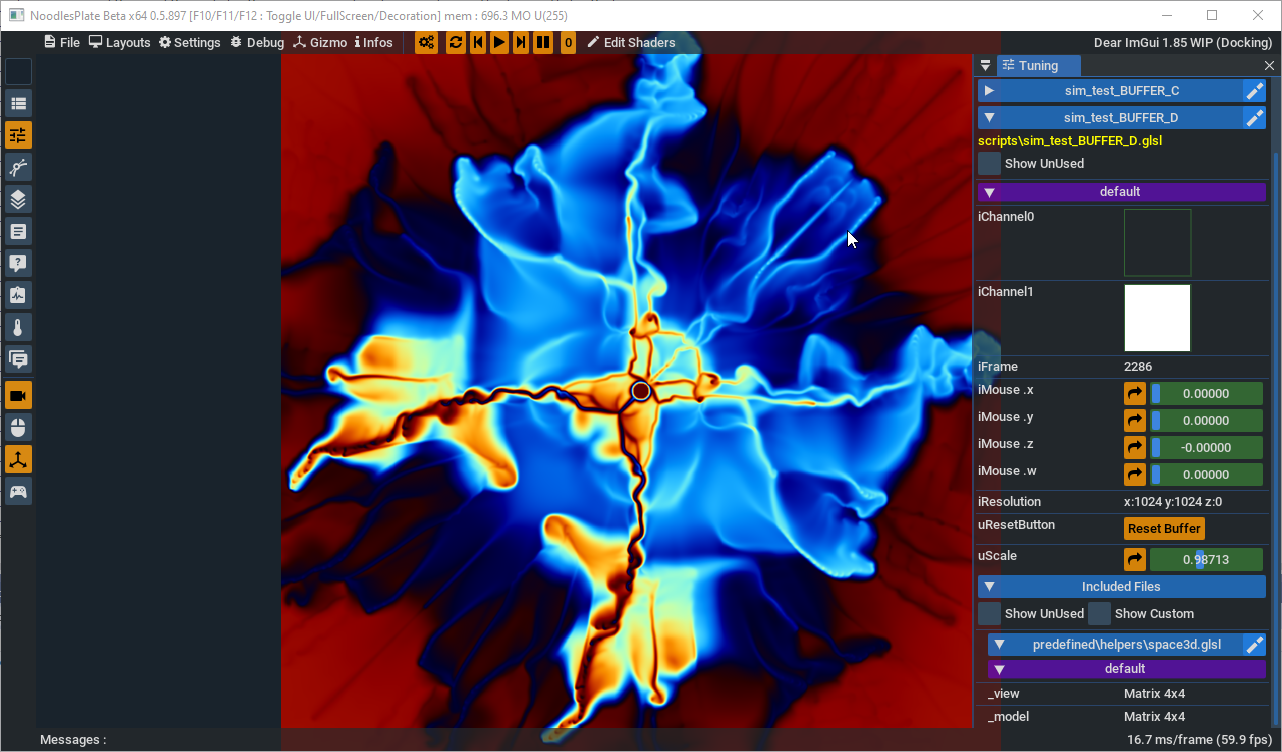 NoodlesPlate Beta x64 0.5.897 [F10/F11/F12 : Toggle UI/FullScreen/Decoration] mem : 696.3 MO U(255)
File Layouts Settings Debug Gizmo Infos 0 Edit Shaders Dear ImGui 1.85 WIP (Docking)
Tuning
sim_test_BUFFER_C
sim_test_BUFFER_D
scripts\sim_test_BUFFER_D.glsl
Show UnUsed
default
iChannel0
iChannel1
iFrame 2286
iMouse .x 0.00000
iMouse .y 0.00000
iMouse .z -0.00000
iMouse .w 0.00000
iResolution x:1024 y:1024 z:0
uResetButton Reset Buffer
uScale 0.98713
Included Files
Show UnUsed Show Custom
predefined\helpers\space3d.glsl
default
_view Matrix 4x4
_model Matrix 4x4
Messages : 16.7 ms/frame (59.9 fps)